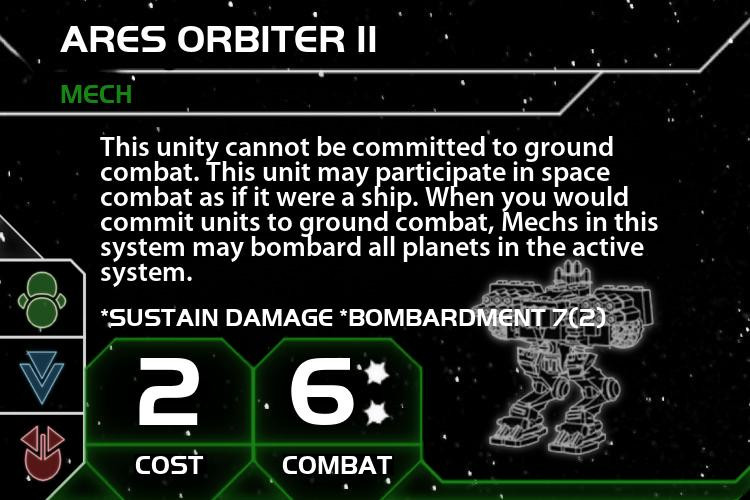 ARES ORBITER II
MECH
This unity cannot be committed to ground
combat. This unit may participate in space
combat as if it were a ship. When you would
commit units to ground combat, Mechs in this
system may bombard all planets in the active
system.
*SUSTAIN DAMAGE *BOMBARDMENT 7(2)
2
COST
6
COMBAT